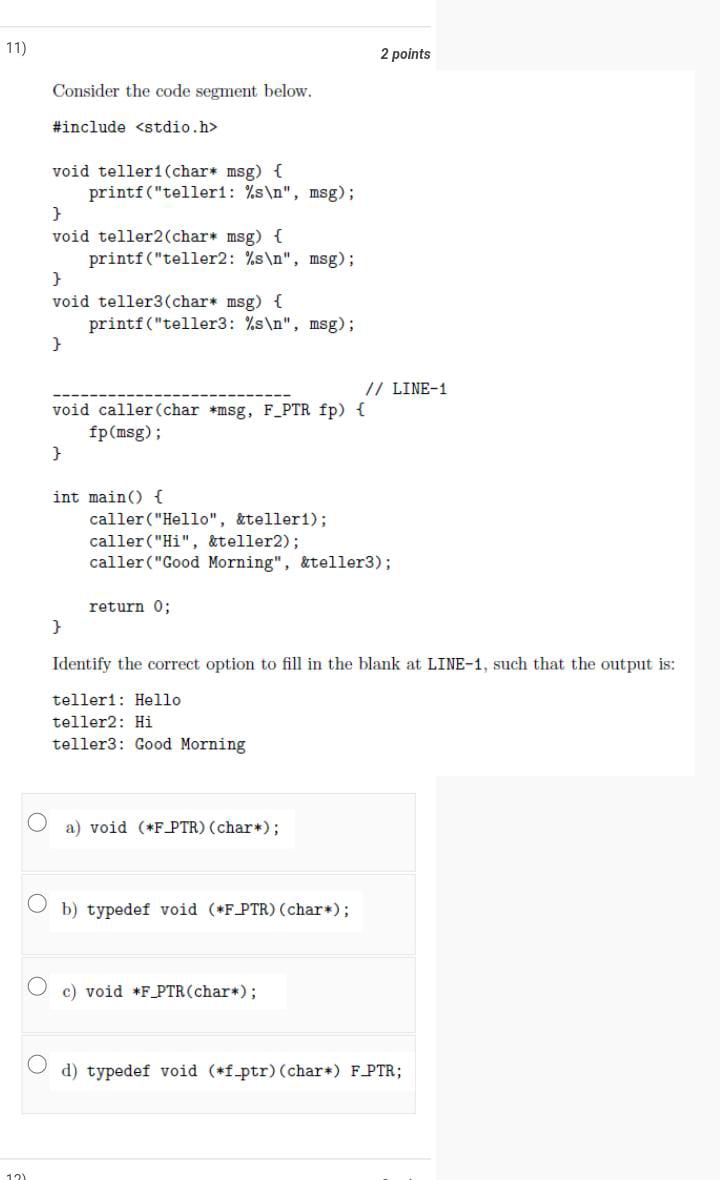 11)
2 points
Consider the code segment below.
#include <stdio.h>
void teller1(char* msg) {
    printf("teller1: %s\n", msg);
}
void teller2(char* msg) {
    printf("teller2: %s\n", msg);
}
void teller3(char* msg) {
    printf("teller3: %s\n", msg);
}
__________________________ // LINE-1
void caller(char *msg, F_PTR fp) {
    fp(msg);
}
int main() {
    caller("Hello", &teller1);
    caller("Hi", &teller2);
    caller("Good Morning", &teller3);
    return 0;
}
Identify the correct option to fill in the blank at LINE-1, such that the output is:
teller1: Hello
teller2: Hi
teller3: Good Morning
a) void (*F_PTR)(char*);
b) typedef void (*F_PTR)(char*);
c) void *F_PTR(char*);
d) typedef void (*f_ptr)(char*) F_PTR;